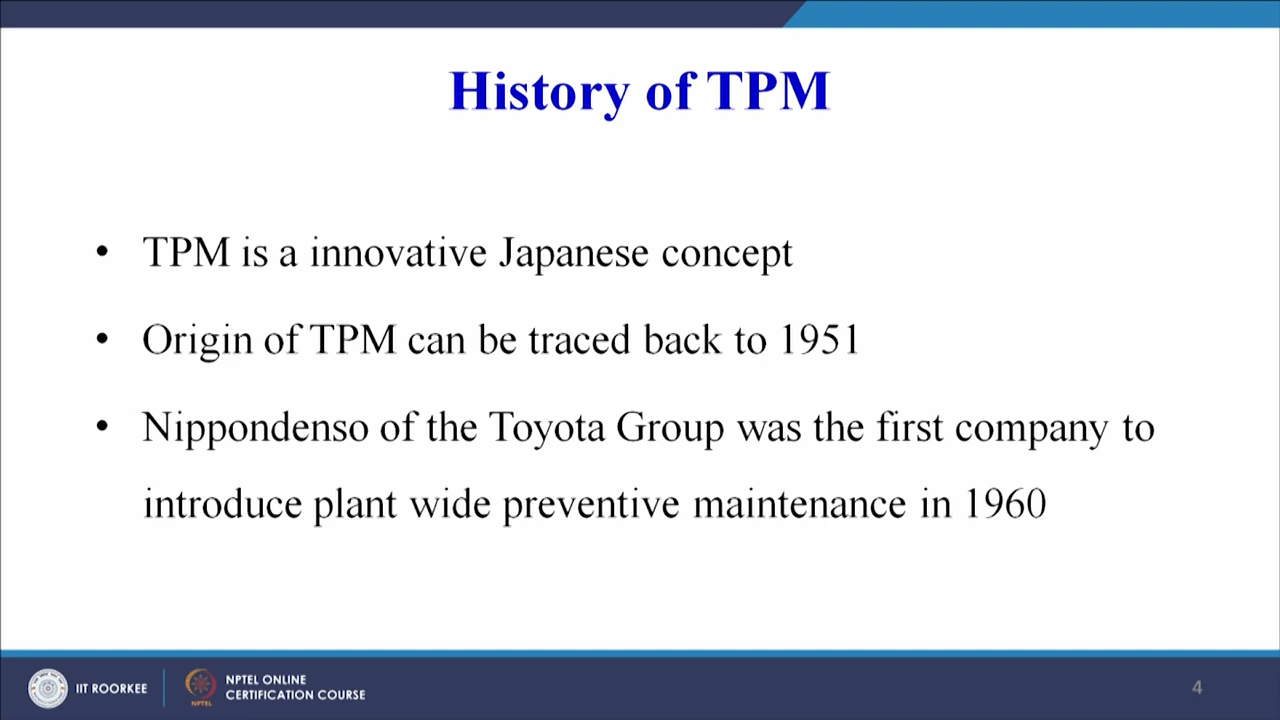 History of TPM
• TPM is a innovative Japanese concept
• Origin of TPM can be traced back to 1951
• Nippondenso of the Toyota Group was the first company to
introduce plant wide preventive maintenance in 1960
IIT ROORKEE
NPTEL
NPTEL ONLINE
CERTIFICATION COURSE
4